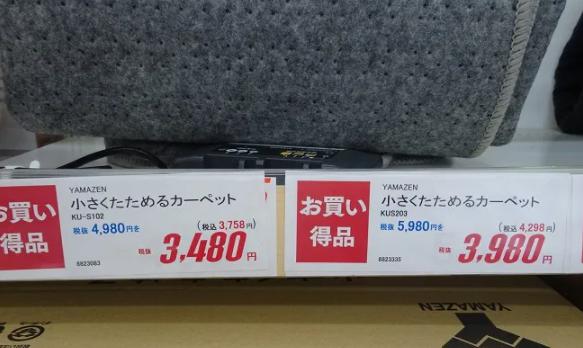 お買い
得品
YAMAZEN
小さくたためるカーペット
KU-S102
税抜 4,980円を
(税込 3,758円)
税抜 3,480円
8823083
お買い
得品
YAMAZEN
小さくたためるカーペット
KUS203
税抜 5,980円を
(税込 4,298円)
税抜 3,980円
8823335
YAMAZEN